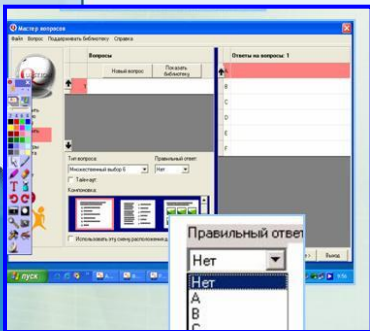 Мастер вопросов
Файл Вопрос Поддерживать библиотеку Справка
Вопросы
Ответы на вопросы: 1
Новый вопрос
Показать библиотеку
1
A
B
C
D
E
F
Тип вопроса:
Правильный ответ:
Множественный выбор 6
Нет
Тайм-аут:
Компоновка:
Использовать эту схему расположения
Выход
Правильный ответ
Нет
Нет
A
B
C
пуск